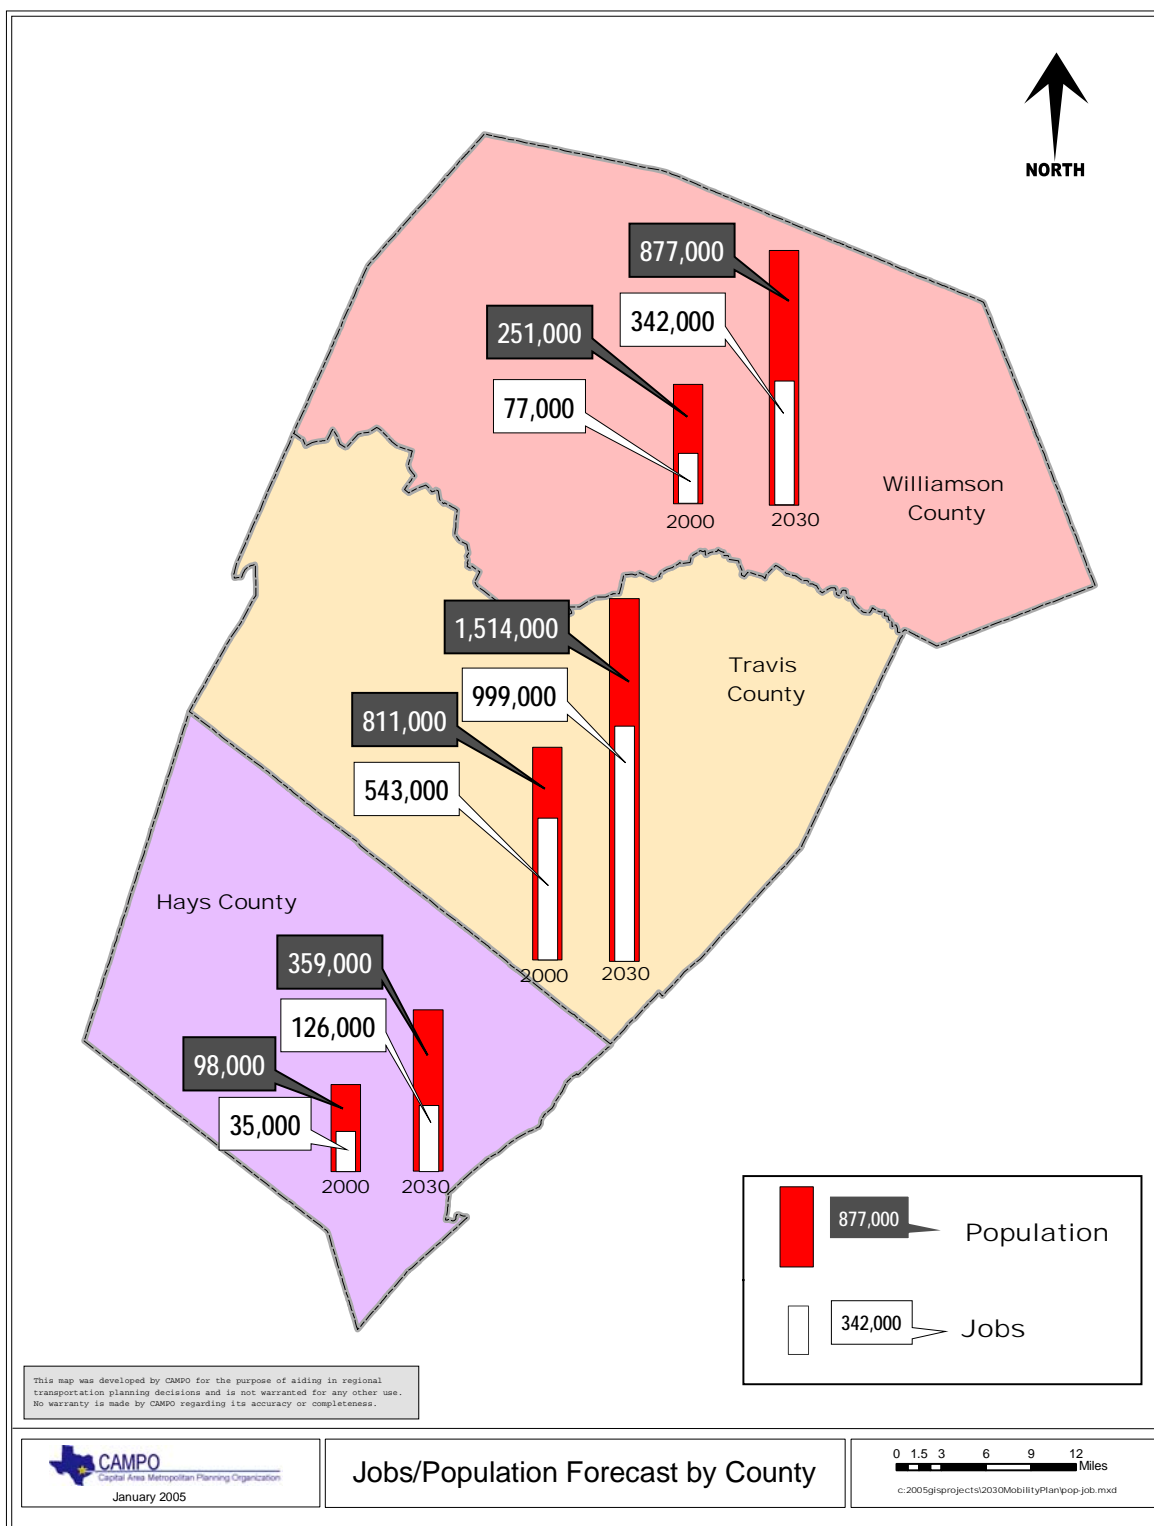 NORTH
877,000
342,000
251,000
77,000
Williamson
County
2000
2030
1,514,000
999,000
Travis
County
811,000
543,000
2000
2030
Hays County
359,000
126,000
98,000
35,000
2000
2030
877,000
Population
342,000
Jobs
This map was developed by CAMPO for the purpose of aiding in regional
transportation planning decisions and is not warranted for any other use.
No warranty is made by CAMPO regarding its accuracy or completeness.
CAMPO
Capital Area Metropolitan Planning Organization
January 2005
Jobs/Population Forecast by County
0 1.5 3 6 9 12
Miles
c:2005gisprojects\2030MobilityPlan\pop-job.mxd